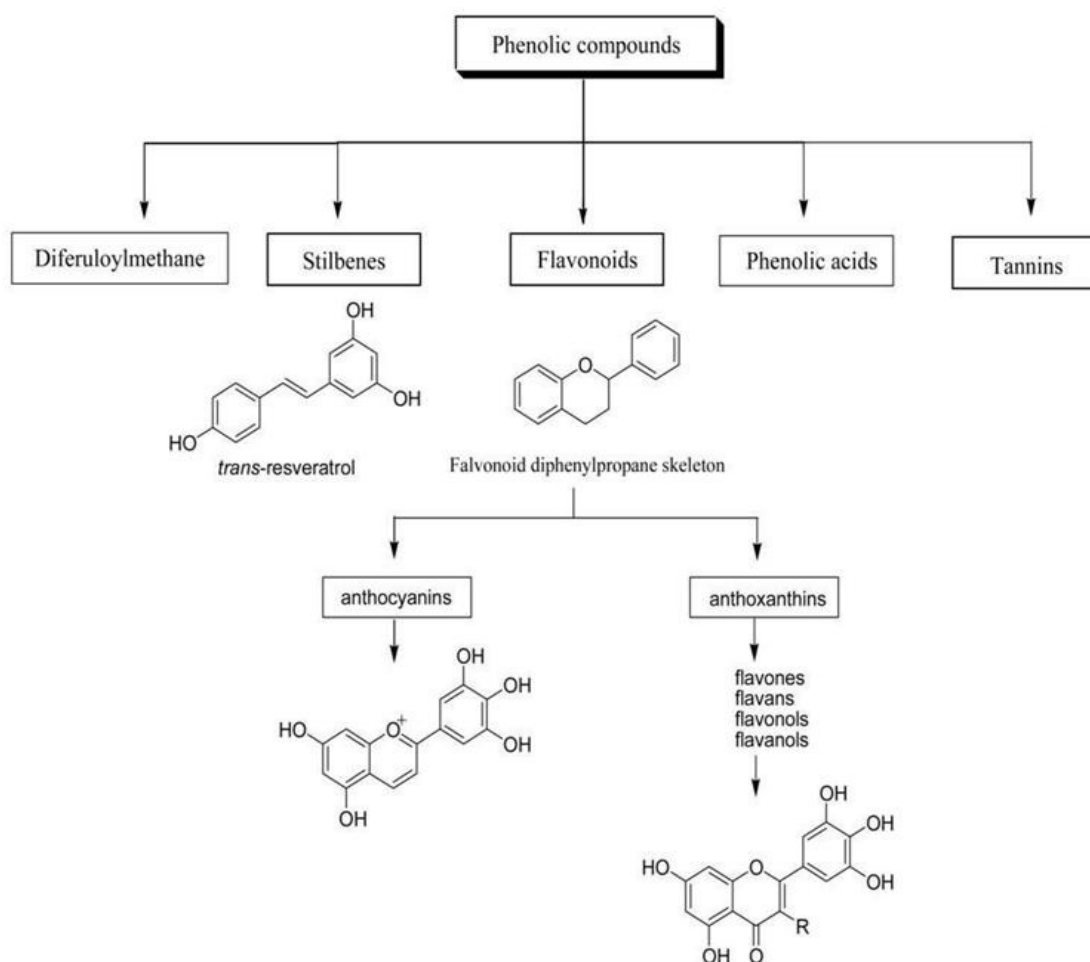 Phenolic compounds
Diferuloylmethane
Stilbenes
Flavonoids
Phenolic acids
Tannins
OH
OH
HO
trans-resveratrol
O
Falvonoid diphenylpropane skeleton
anthocyanins
anthoxanthins
OH
OH
OH
HO
O+
OH
flavones
flavans
flavonols
flavanols
OH
OH
OH
HO
O
R
OH
O